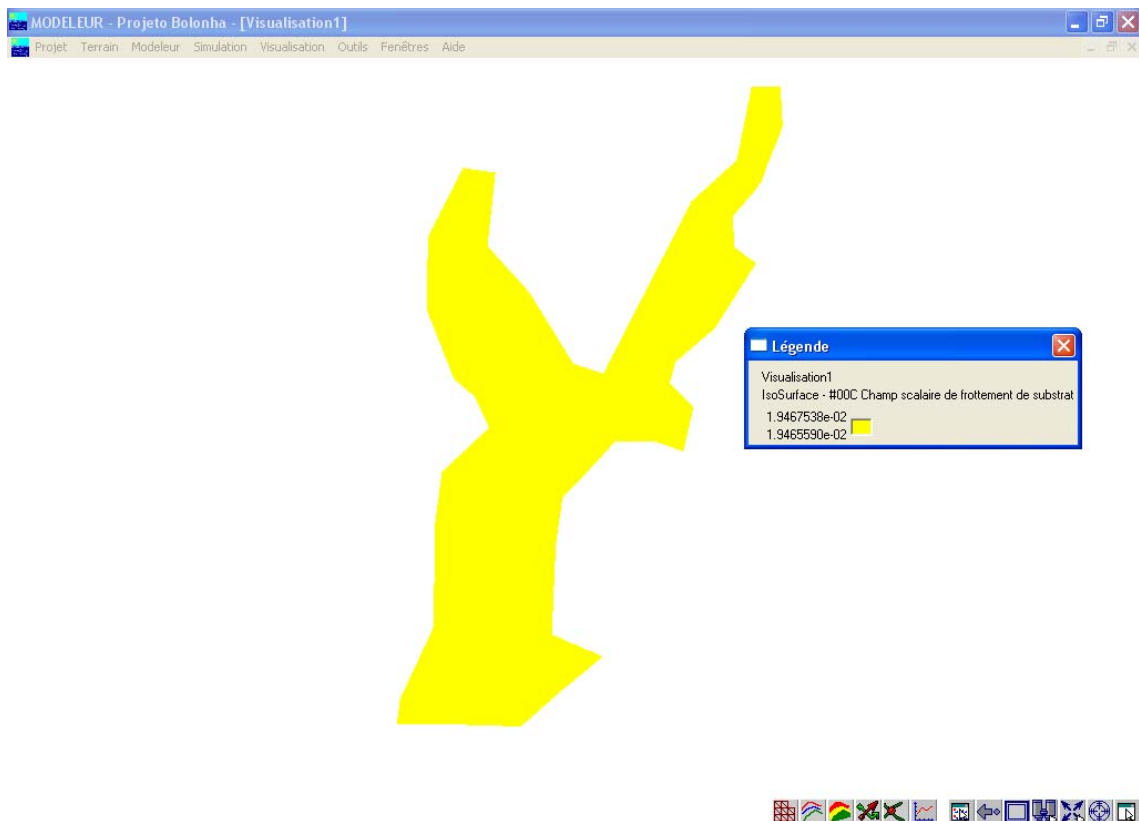 MODELEUR - Projeto Bolonha - [Visualisation1]
Projet Terrain Modeleur Simulation Visualisation Outils Fenêtres Aide
Légende
Visualisation1
IsoSurface - #00C Champ scalaire de frottement de substrat
1.9467538e-02
1.9465590e-02